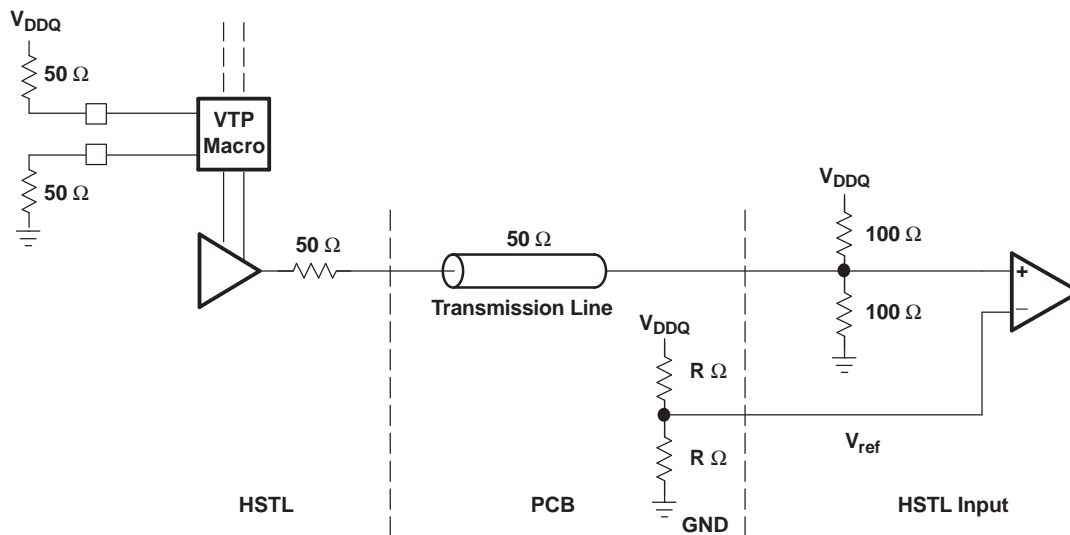 VDDQ
50 Ω
VTP
Macro
50 Ω
50 Ω
50 Ω
Transmission Line
VDDQ
100 Ω
+
−
100 Ω
VDDQ
R Ω
Vref
R Ω
HSTL
PCB
GND
HSTL Input